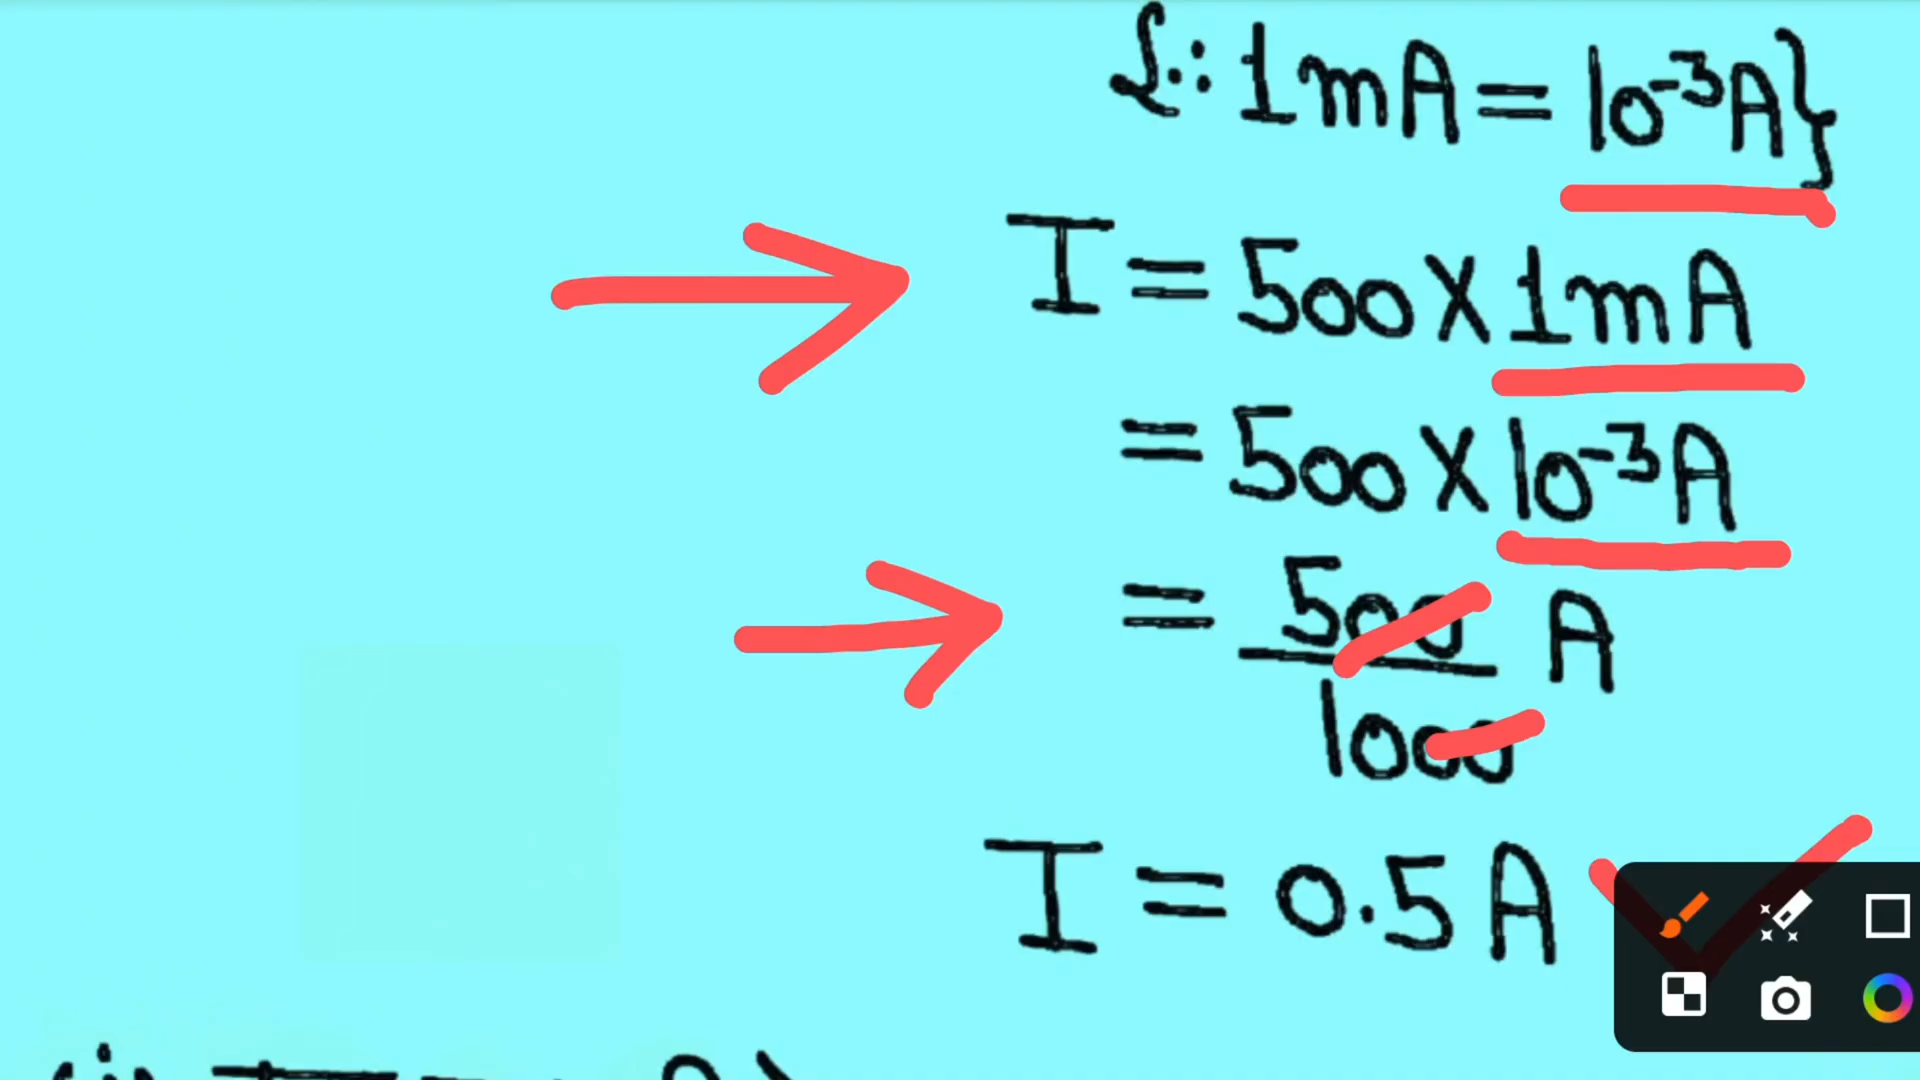 {∵ 1mA = 10⁻³A}
I = 500 X 1mA
= 500 X 10⁻³A
= 500/1000 A
I = 0.5 A